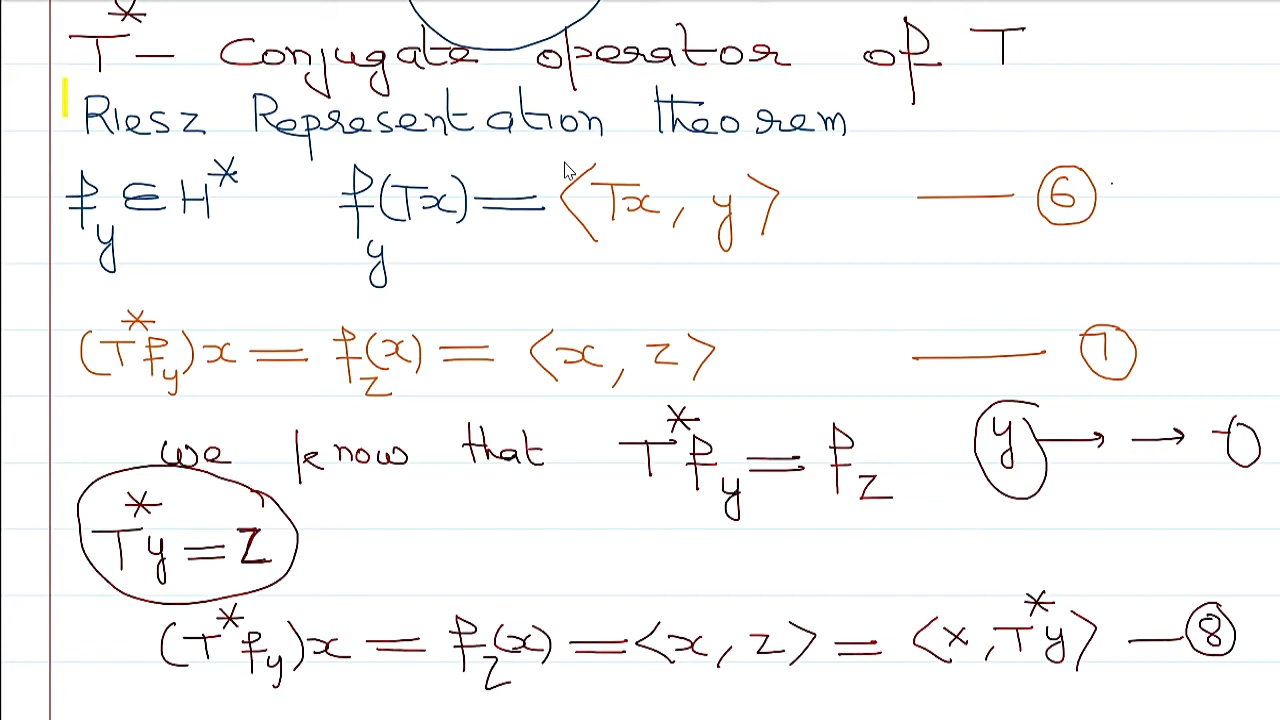 T* - Conjugate operator of T
Riesz Representation theorem
f_y ∈ H* f_y(Tx) = ⟨Tx, y⟩ — ⑥
(T* f_y)x = f_z(x) = ⟨x, z⟩ — ⑦
we know that T* f_y = f_z y → →
T* y = z
(T* f_y)x = f_z(x) = ⟨x, z⟩ = ⟨x, T* y⟩ — ⑧